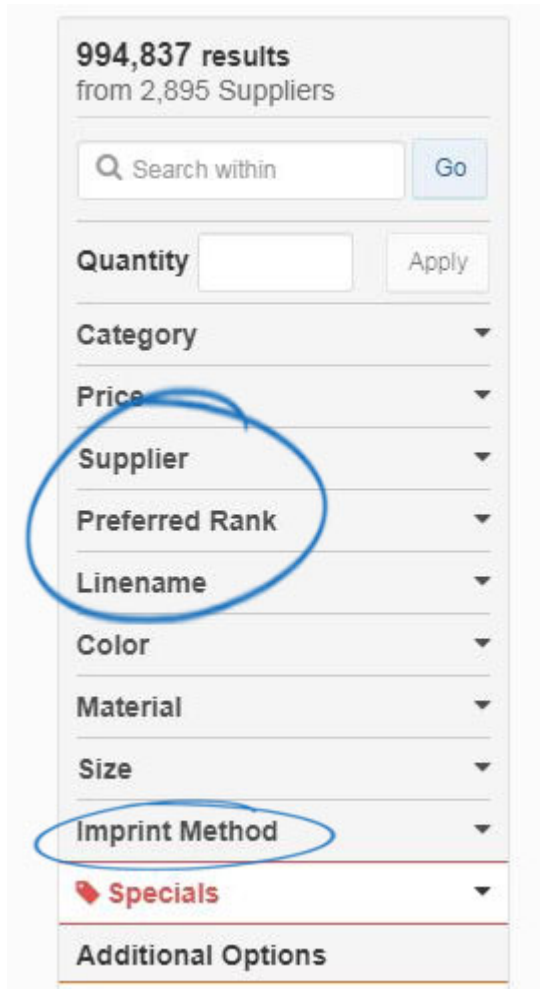 994,837 results
from 2,895 Suppliers
Search within Go
Quantity Apply
Category
Price
Supplier
Preferred Rank
Linename
Color
Material
Size
Imprint Method
Specials
Additional Options